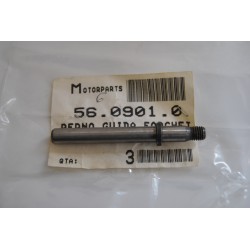 MOTORPARTS
56.0901.0
PERNO GUIDA FORCHET
QTA: 3